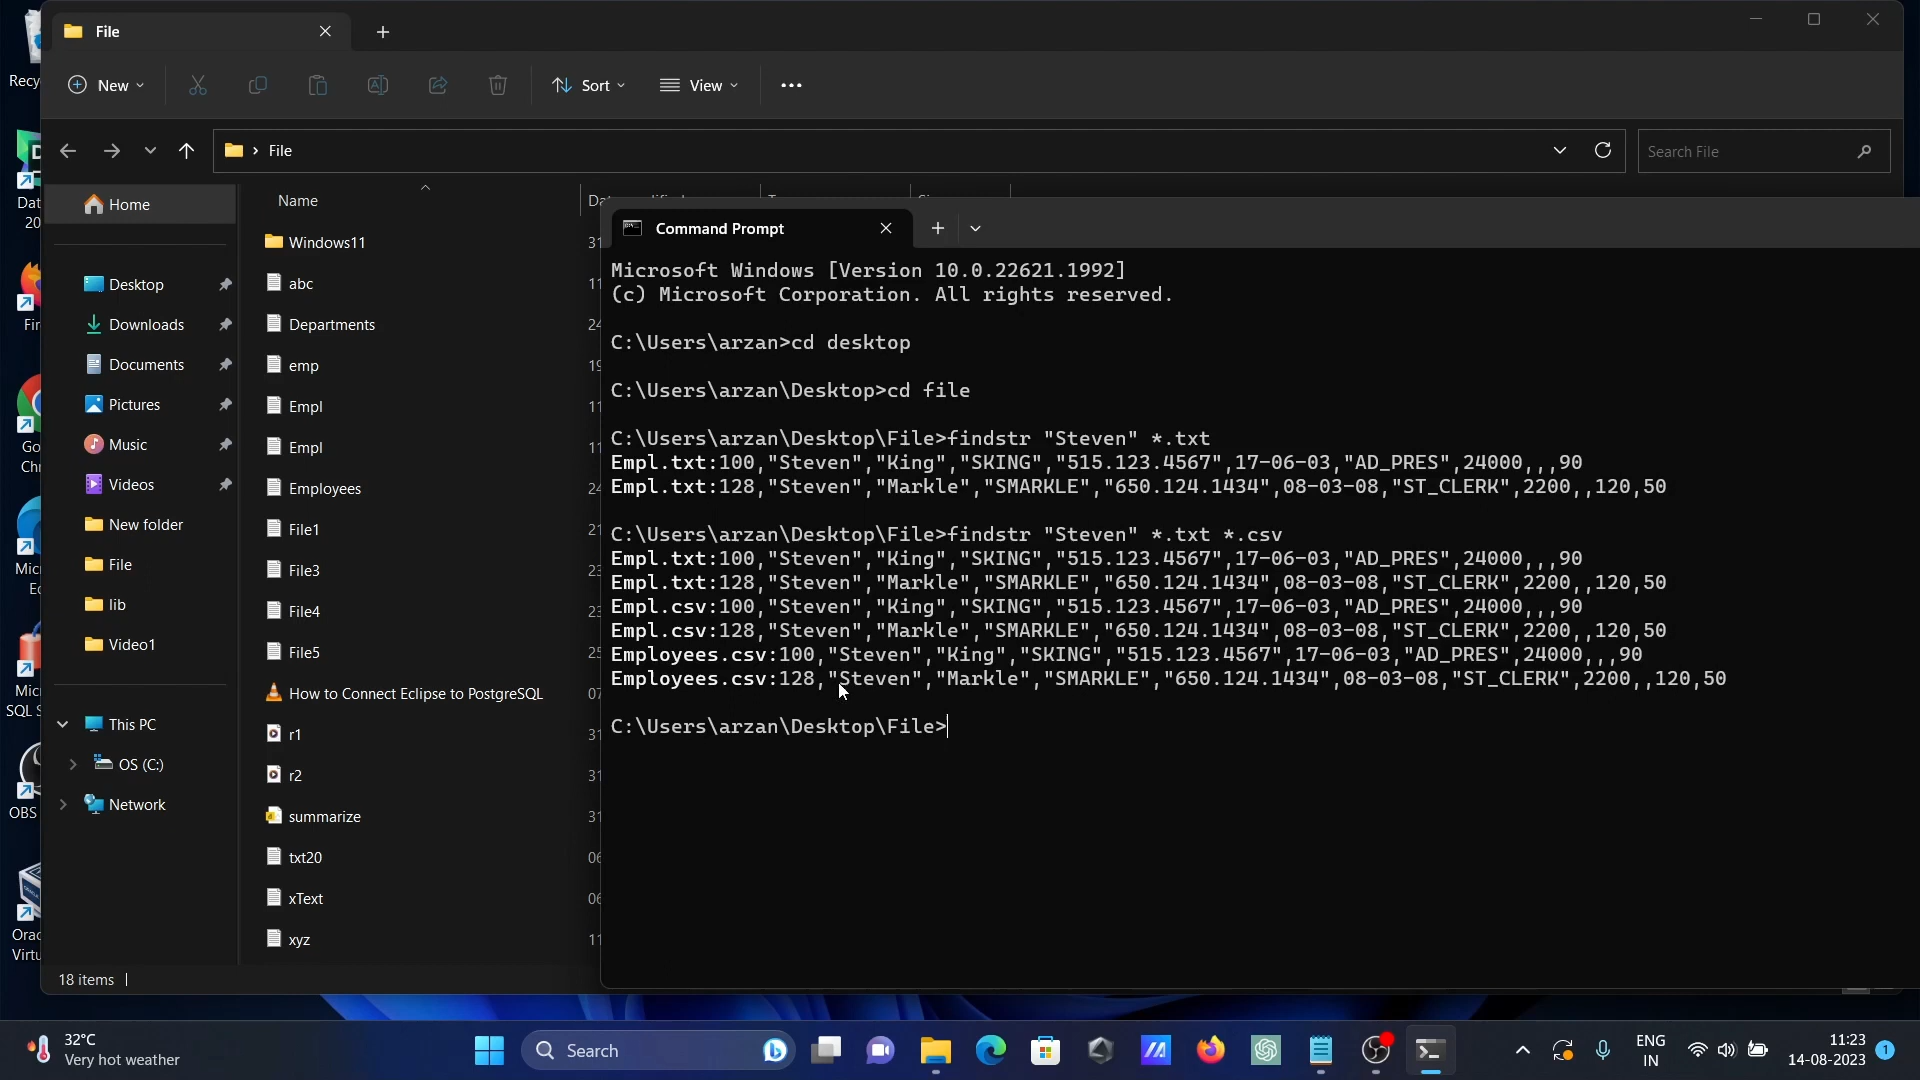 File
New
Sort
View
File
Search File
Home
Desktop
Downloads
Documents
Pictures
Music
Videos
New folder
File
lib
Video1
This PC
OS (C:)
Network
Name
Windows11
abc
Departments
emp
Empl
Empl
Employees
File1
File3
File4
File5
How to Connect Eclipse to PostgreSQL
r1
r2
summarize
txt20
xText
xyz
18 items
Command Prompt
Microsoft Windows [Version 10.0.22621.1992]
(c) Microsoft Corporation. All rights reserved.
C:\Users\arzan>cd desktop
C:\Users\arzan\Desktop>cd file
C:\Users\arzan\Desktop\File>findstr "Steven" *.txt
Empl.txt:100,"Steven","King","SKING","515.123.4567",17-06-03,"AD_PRES",24000,,,90
Empl.txt:128,"Steven","Markle","SMARKLE","650.124.1434",08-03-08,"ST_CLERK",2200,,120,50
C:\Users\arzan\Desktop\File>findstr "Steven" *.txt *.csv
Empl.txt:100,"Steven","King","SKING","515.123.4567",17-06-03,"AD_PRES",24000,,,90
Empl.txt:128,"Steven","Markle","SMARKLE","650.124.1434",08-03-08,"ST_CLERK",2200,,120,50
Empl.csv:100,"Steven","King","SKING","515.123.4567",17-06-03,"AD_PRES",24000,,,90
Empl.csv:128,"Steven","Markle","SMARKLE","650.124.1434",08-03-08,"ST_CLERK",2200,,120,50
Employees.csv:100,"Steven","King","SKING","515.123.4567",17-06-03,"AD_PRES",24000,,,90
Employees.csv:128,"Steven","Markle","SMARKLE","650.124.1434",08-03-08,"ST_CLERK",2200,,120,50
C:\Users\arzan\Desktop\File>
32°C
Very hot weather
Search
ENG
IN
11:23
14-08-2023
1